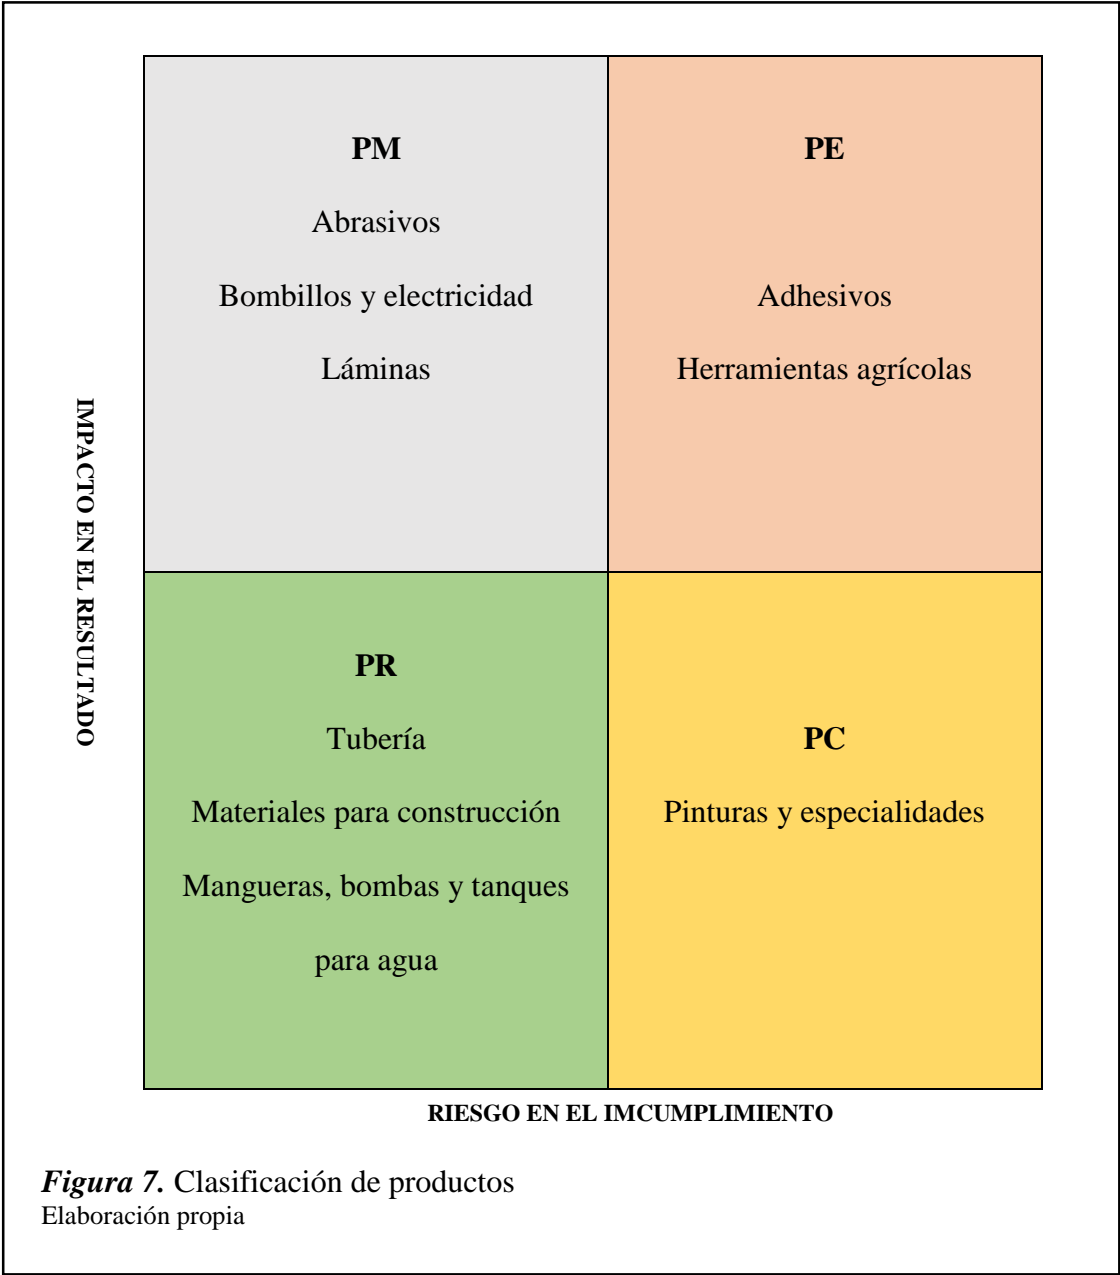 PM
Abrasivos
Bombillos y electricidad
Láminas
PE
Adhesivos
Herramientas agrícolas
IMPACTO EN EL RESULTADO
PR
Tubería
Materiales para construcción
Mangueras, bombas y tanques
para agua
PC
Pinturas y especialidades
RIESGO EN EL IMCUMPLIMIENTO
Figura 7. Clasificación de productos
Elaboración propia